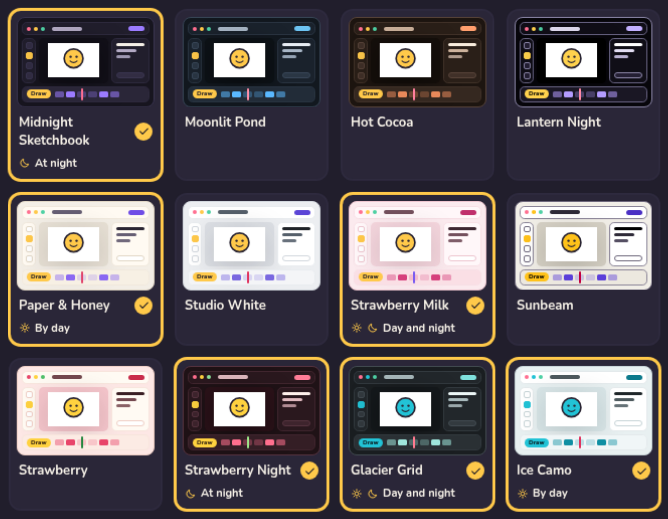 Draw
Draw
Draw
Draw
Midnight
Sketchbook
Moonlit Pond
Hot Cocoa
Lantern Night
At night
Draw
Draw
Draw
Draw
Paper & Honey
Studio White
Strawberry Milk
Sunbeam
By day
Day and night
Draw
Draw
Draw
Draw
Strawberry
Strawberry Night
Glacier Grid
Ice Camo
At night
Day and night
By day